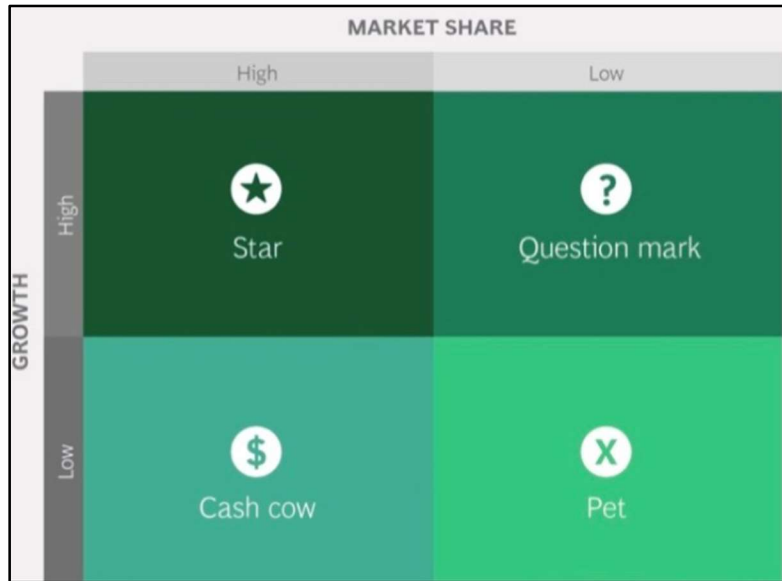 MARKET SHARE
High
Low
GROWTH
High
★
Star
?
Question mark
Low
$
Cash cow
X
Pet